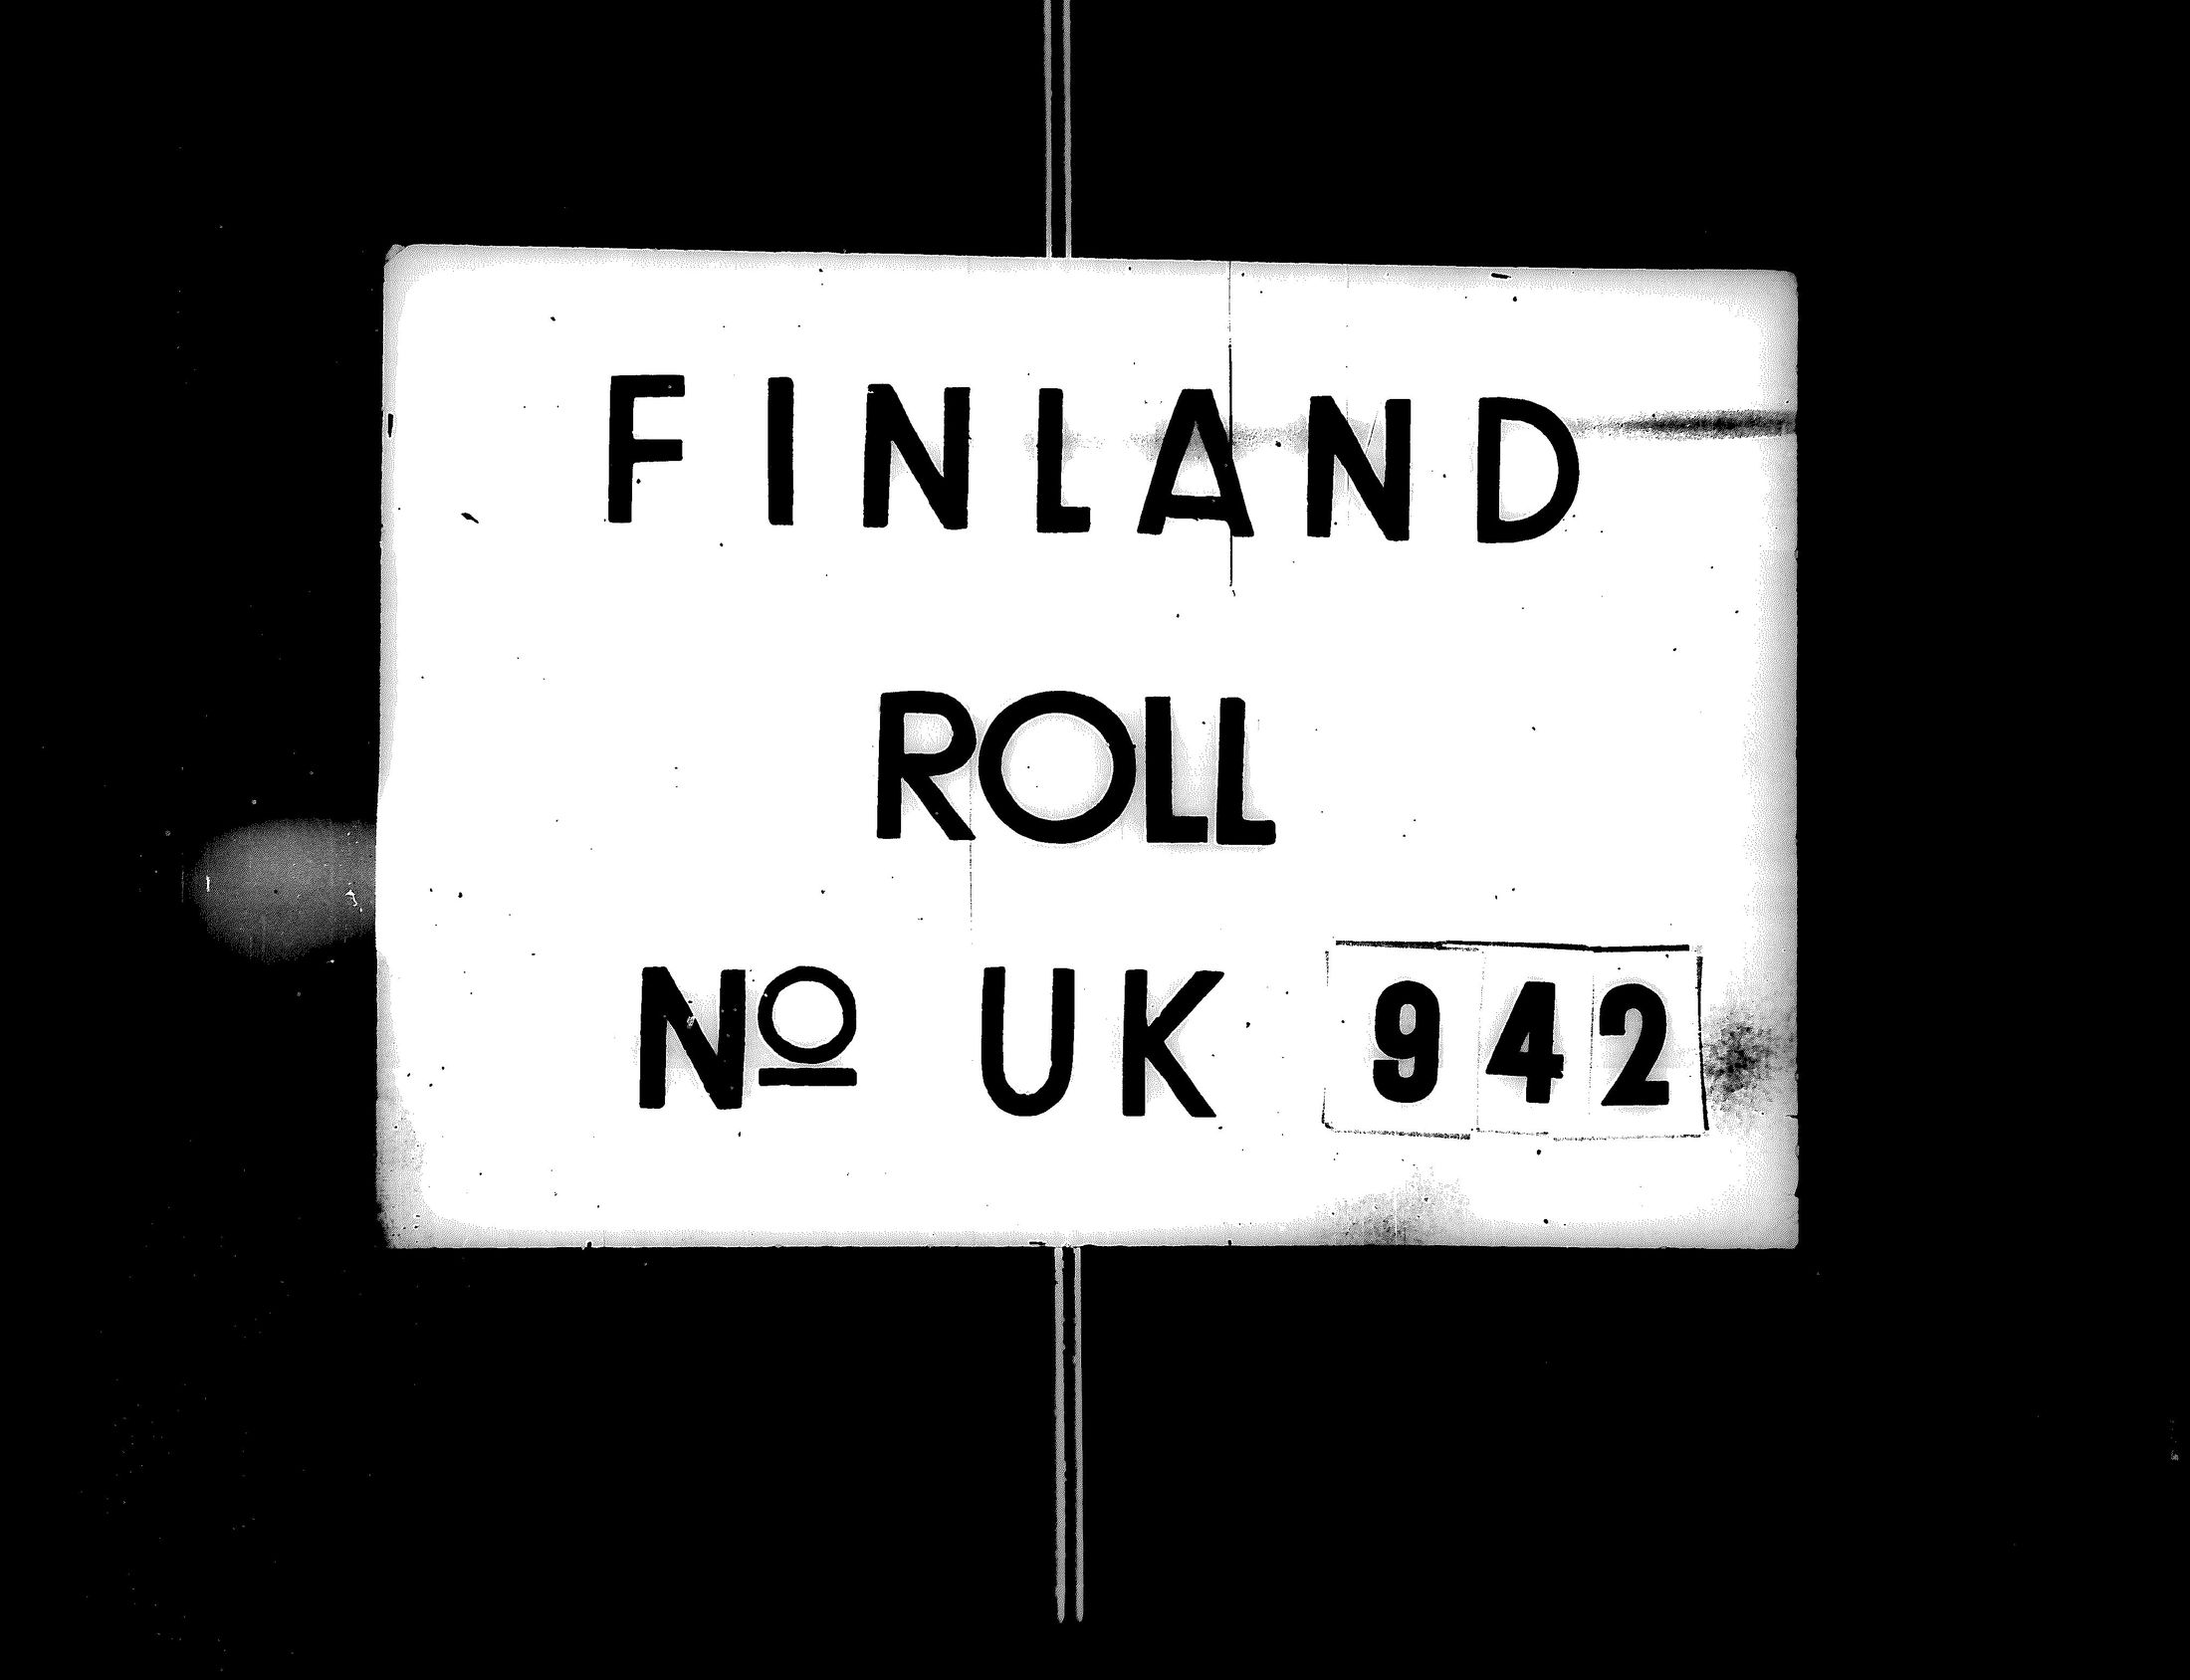 FINLAND
ROLL
Nº UK 942